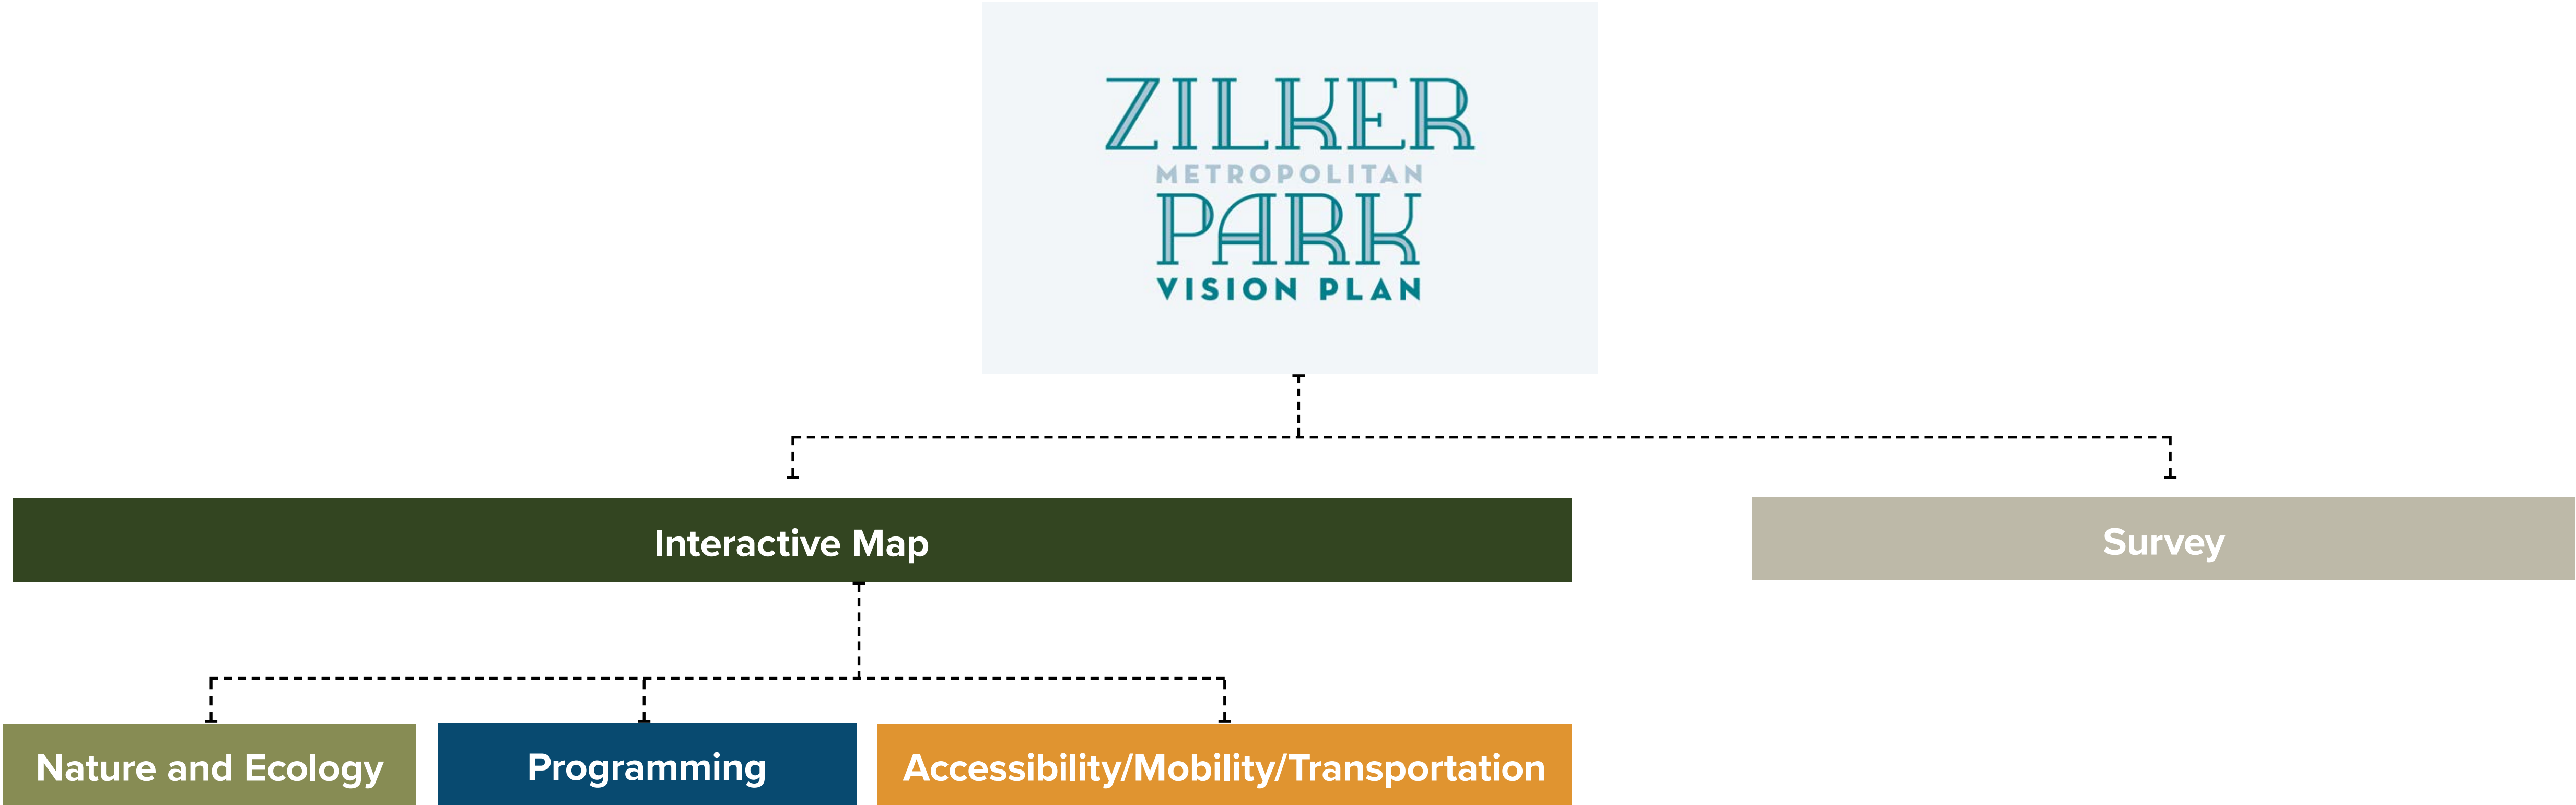 ZILKER
METROPOLITAN
PARK
VISION PLAN
Interactive Map
Survey
Nature and Ecology
Programming
Accessibility/Mobility/Transportation